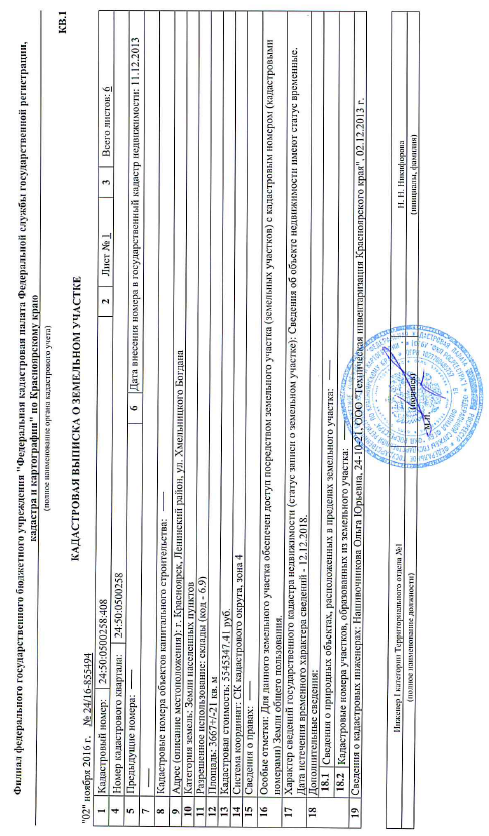 Филиал федерального государственного бюджетного учреждения "Федеральная кадастровая палата Федеральной службы государственной регистрации,
кадастра и картографии" по Красноярскому краю
(полное наименование органа кадастрового учета)
КВ.1
КАДАСТРОВАЯ ВЫПИСКА О ЗЕМЕЛЬНОМ УЧАСТКЕ
"02" ноября 2016 г. № 24/16-855494
1 Кадастровый номер: 24:50:0500258:408 2 Лист № 1 3 Всего листов: 6
4 Номер кадастрового квартала: 24:50:0500258
5 Предыдущие номера: —— 6 Дата внесения номера в государственный кадастр недвижимости: 11.12.2013
7 ——
8 Кадастровые номера объектов капитального строительства: ——
9 Адрес (описание местоположения): г. Красноярск, Ленинский район, ул. Хмельницкого Богдана
10 Категория земель: Земли населенных пунктов
11 Разрешенное использование: склады (код - 6.9)
12 Площадь: 3667+/-21 кв. м
13 Кадастровая стоимость: 5545347.41 руб.
14 Система координат: СК кадастрового округа, зона 4
15 Сведения о правах: ——
16 Особые отметки: Для данного земельного участка обеспечен доступ посредством земельного участка (земельных участков) с кадастровым номером (кадастровыми
номерами) Земли общего пользования.
17 Характер сведений государственного кадастра недвижимости (статус записи о земельном участке): Сведения об объекте недвижимости имеют статус временные.
Дата истечения временного характера сведений - 12.12.2018.
18 Дополнительные сведения:
18.1 Сведения о природных объектах, расположенных в пределах земельного участка: ——
18.2 Кадастровые номера участков, образованных из земельного участка: ——
19 Сведения о кадастровых инженерах: Нашивочникова Ольга Юрьевна, 24-10-21, ООО "Техническая инвентаризация Красноярского края", 02.12.2013 г.
Инженер I категории Территориального отдела №1 Н. Н. Никифорова
(полное наименование должности) (подпись) (инициалы, фамилия)
М.П.